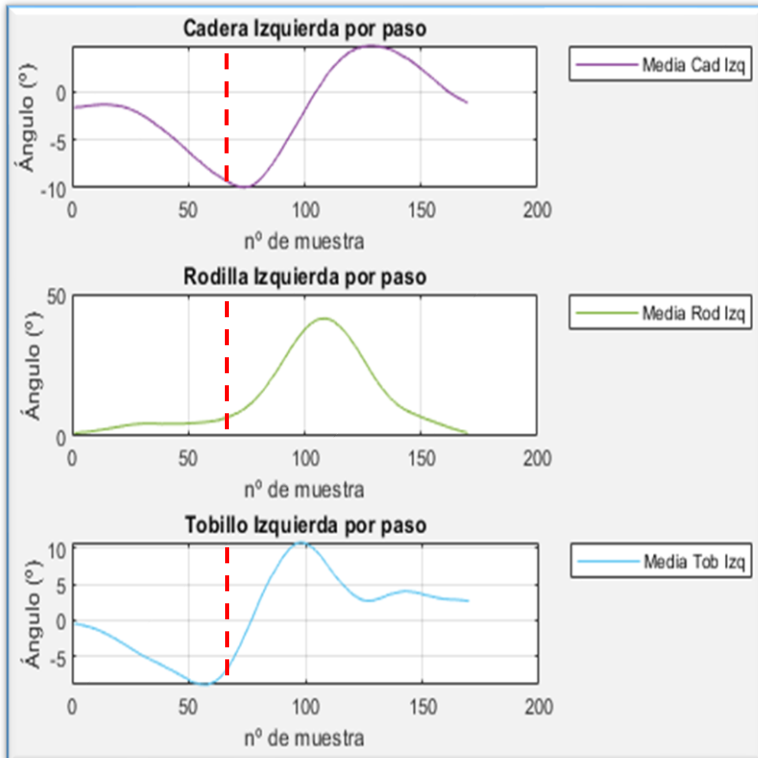 Cadera Izquierda por paso
Ángulo (º)
0
-5
-10
0 50 100 150 200
nº de muestra
Media Cad Izq
Rodilla Izquierda por paso
Ángulo (º)
50
0
0 50 100 150 200
nº de muestra
Media Rod Izq
Tobillo Izquierda por paso
Ángulo (º)
10
5
0
-5
0 50 100 150 200
nº de muestra
Media Tob Izq